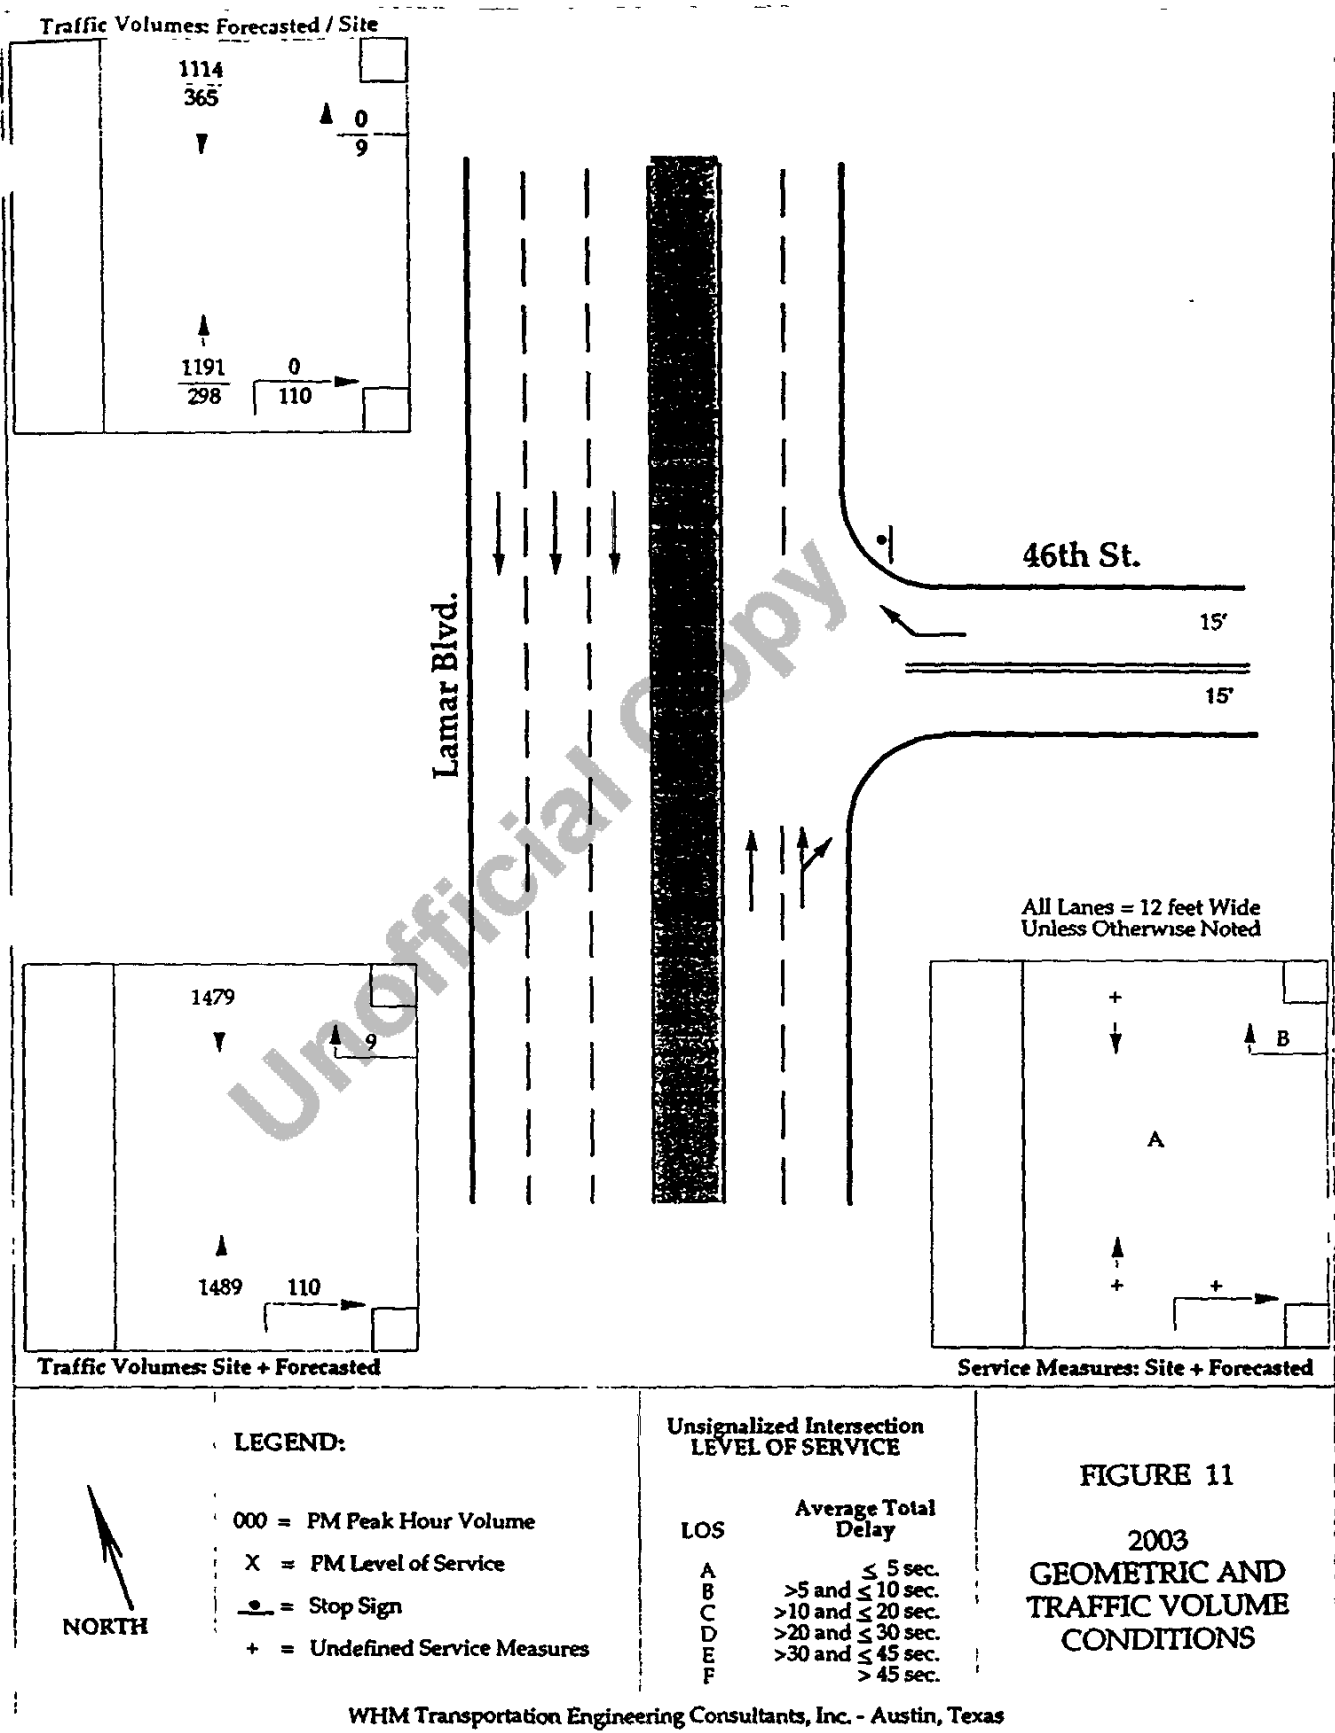 Traffic Volumes: Forecasted / Site
1114
365
0
9
1191
298
0
110
Lamar Blvd.
46th St.
15'
15'
Unofficial Copy
All Lanes = 12 feet Wide
Unless Otherwise Noted
1479
9
1489
110
Traffic Volumes: Site + Forecasted
+
B
A
+
+
Service Measures: Site + Forecasted
NORTH
LEGEND:
000 = PM Peak Hour Volume
X = PM Level of Service
= Stop Sign
+ = Undefined Service Measures
Unsignalized Intersection
LEVEL OF SERVICE
LOS Average Total
Delay
A ≤ 5 sec.
B >5 and ≤ 10 sec.
C >10 and ≤ 20 sec.
D >20 and ≤ 30 sec.
E >30 and ≤ 45 sec.
F > 45 sec.
FIGURE 11
2003
GEOMETRIC AND
TRAFFIC VOLUME
CONDITIONS
WHM Transportation Engineering Consultants, Inc. - Austin, Texas